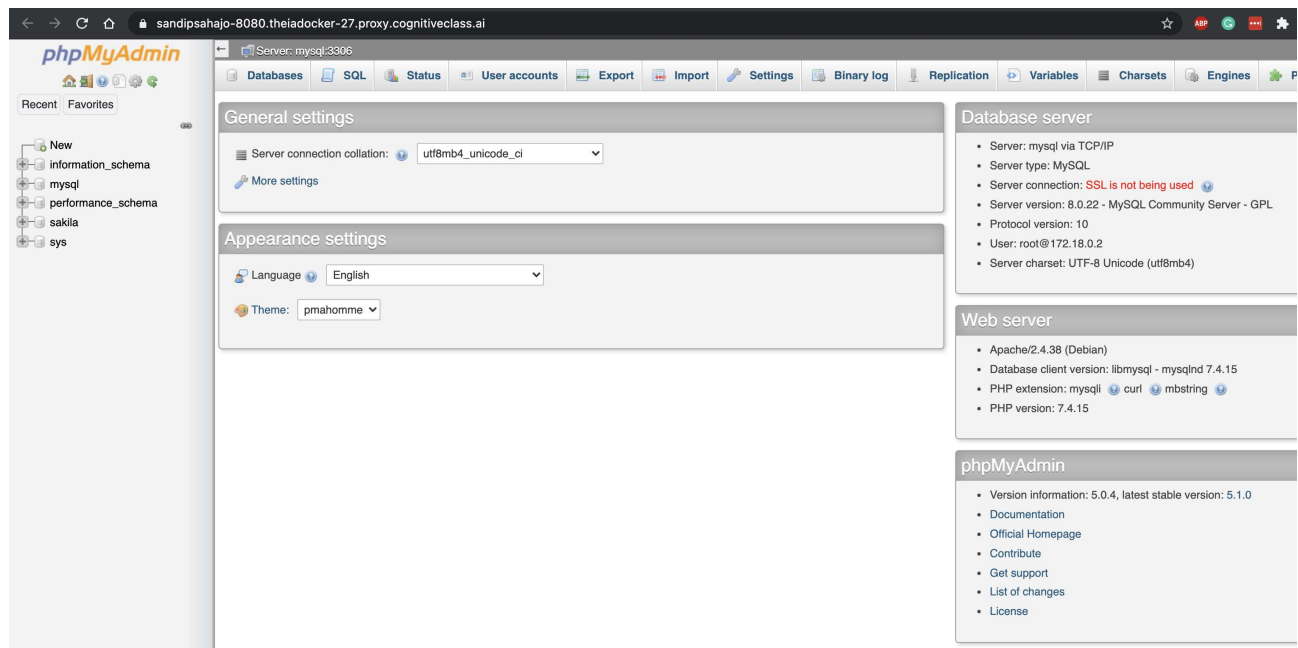 sandipsahajo-8080.theiadocker-27.proxy.cognitiveclass.ai
ABP
G
phpMyAdmin
Recent Favorites
New
information_schema
mysql
performance_schema
sakila
sys
Server: mysql:3306
Databases SQL Status User accounts Export Import Settings Binary log Replication Variables Charsets Engines P
General settings
Server connection collation: utf8mb4_unicode_ci
More settings
Appearance settings
Language English
Theme: pmahomme
Database server
Server: mysql via TCP/IP
Server type: MySQL
Server connection: SSL is not being used
Server version: 8.0.22 - MySQL Community Server - GPL
Protocol version: 10
User: root@172.18.0.2
Server charset: UTF-8 Unicode (utf8mb4)
Web server
Apache/2.4.38 (Debian)
Database client version: libmysql - mysqlnd 7.4.15
PHP extension: mysqli curl mbstring
PHP version: 7.4.15
phpMyAdmin
Version information: 5.0.4, latest stable version: 5.1.0
Documentation
Official Homepage
Contribute
Get support
List of changes
License